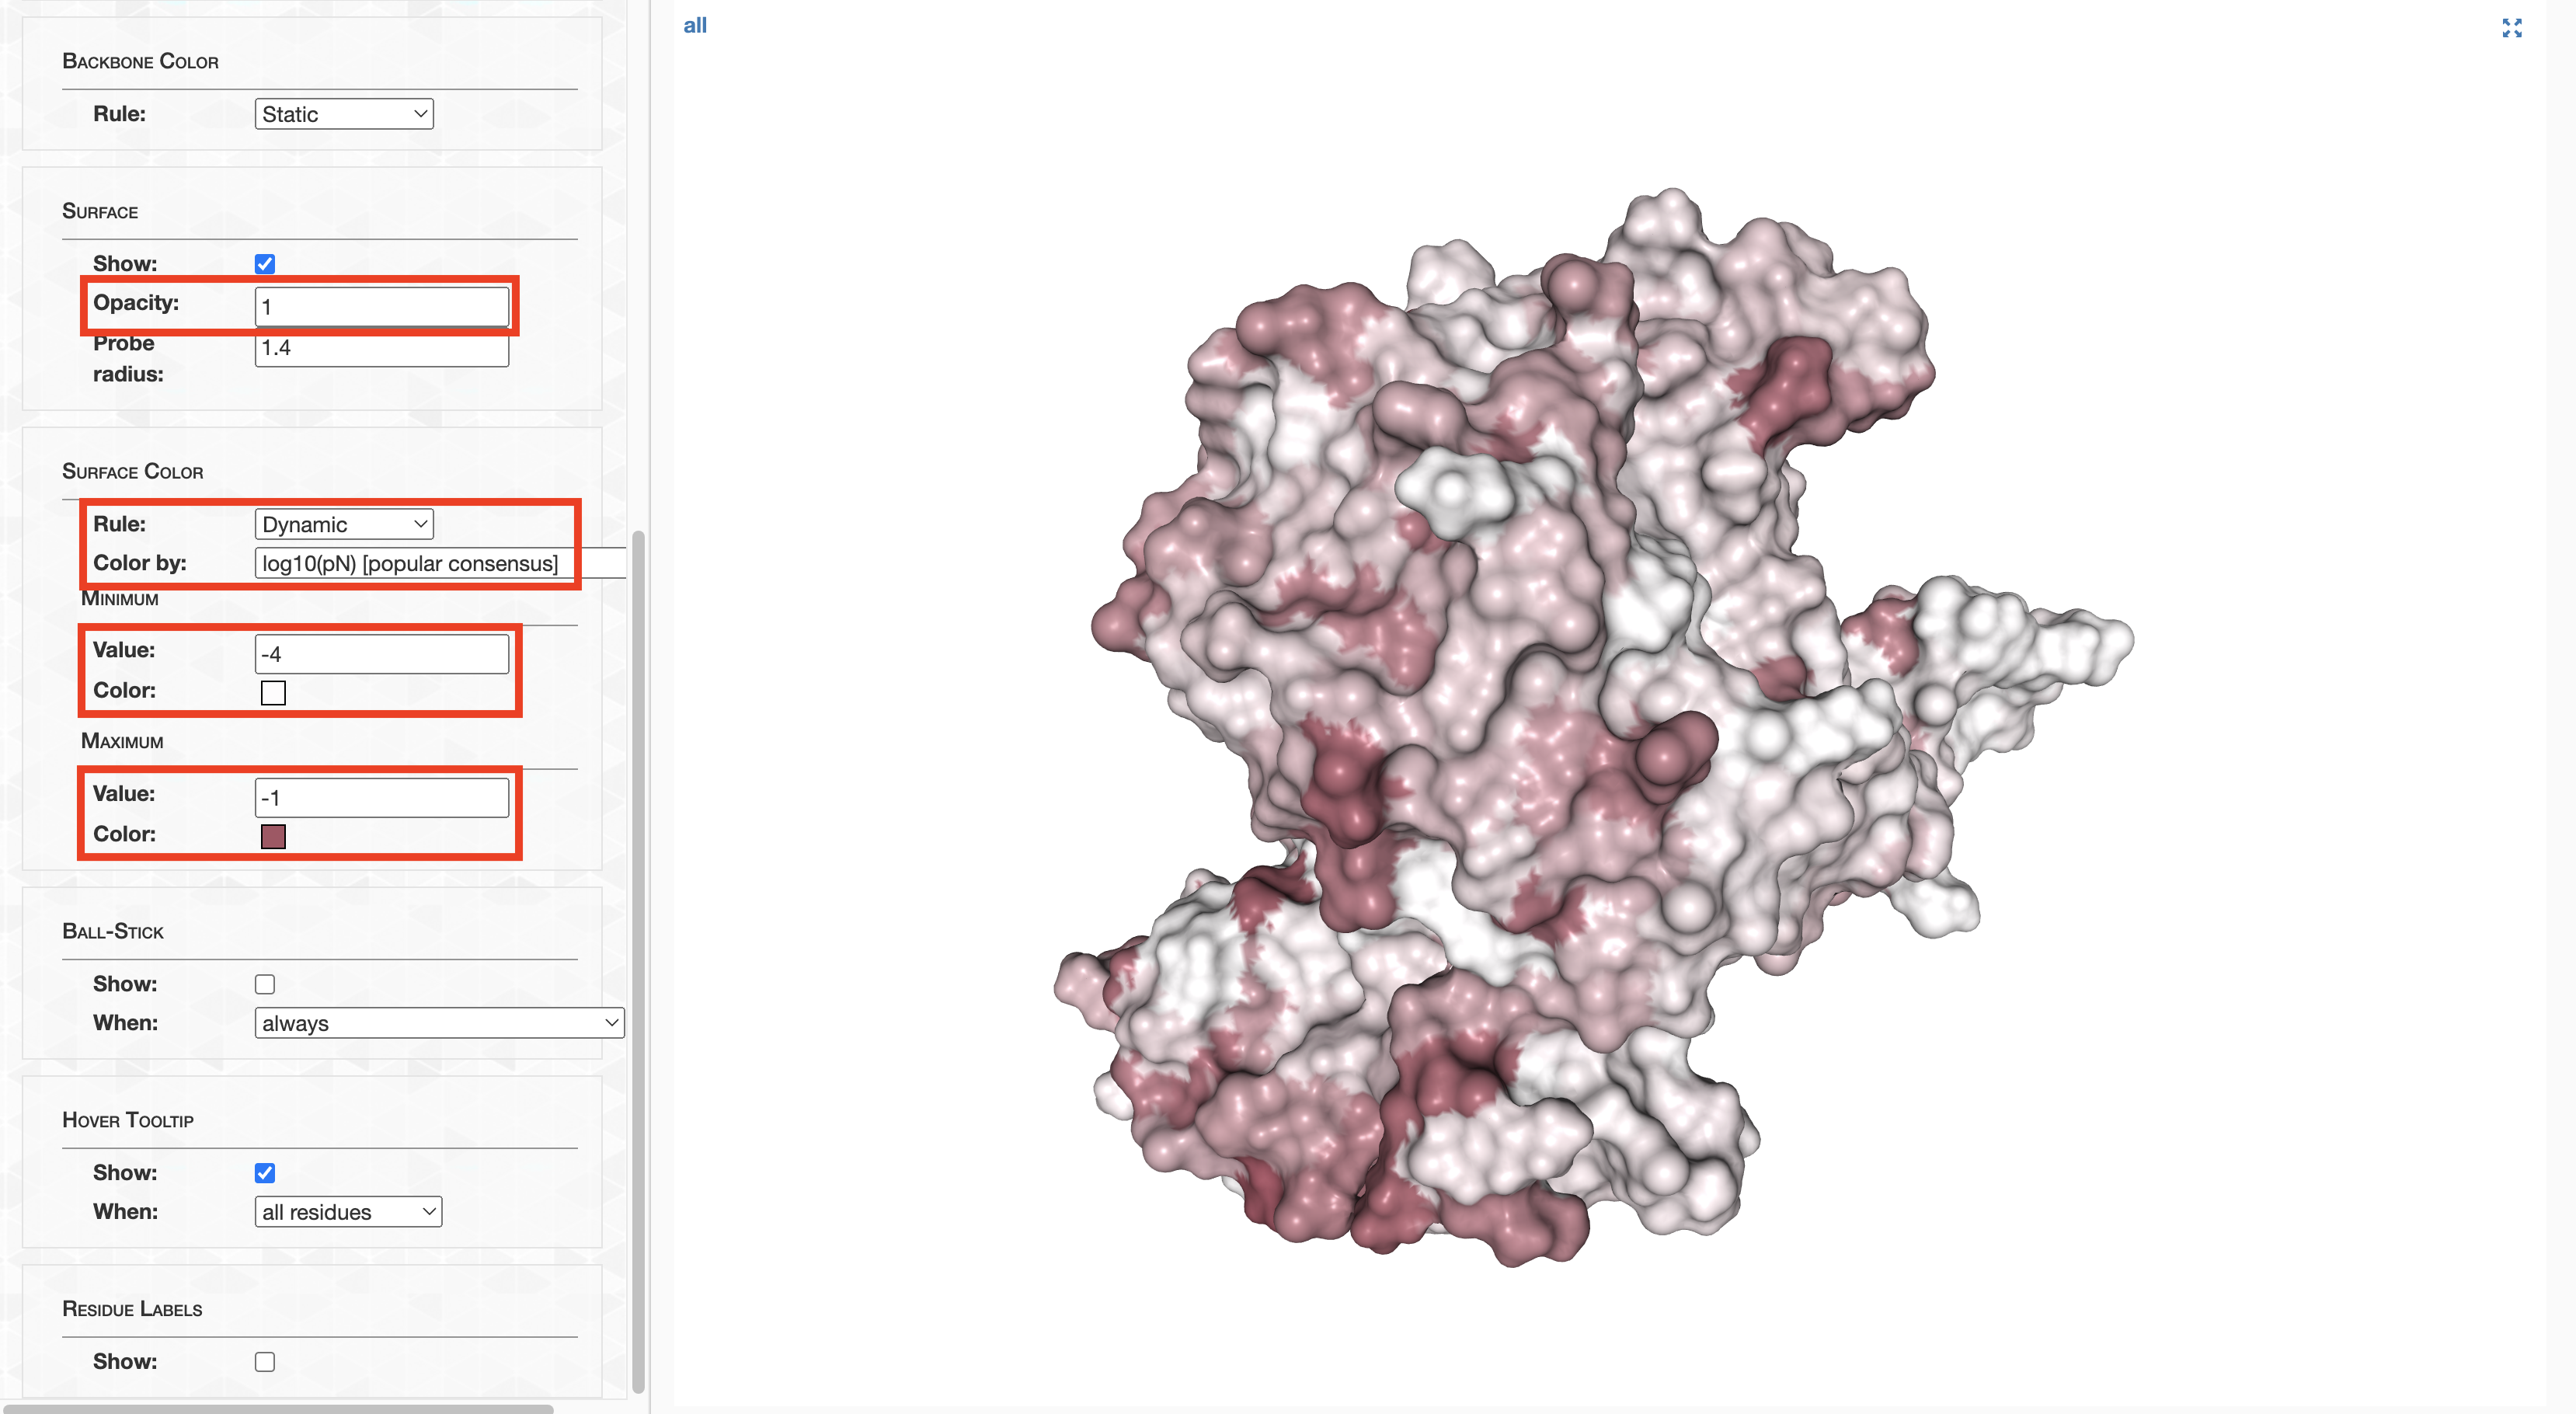 BACKBONE COLOR
Rule: Static
SURFACE
Show:
Opacity: 1
Probe radius: 1.4
SURFACE COLOR
Rule: Dynamic
Color by: log10(pN) [popular consensus]
MINIMUM
Value: -4
Color:
MAXIMUM
Value: -1
Color:
BALL-STICK
Show:
When: always
HOVER TOOLTIP
Show:
When: all residues
RESIDUE LABELS
Show:
all